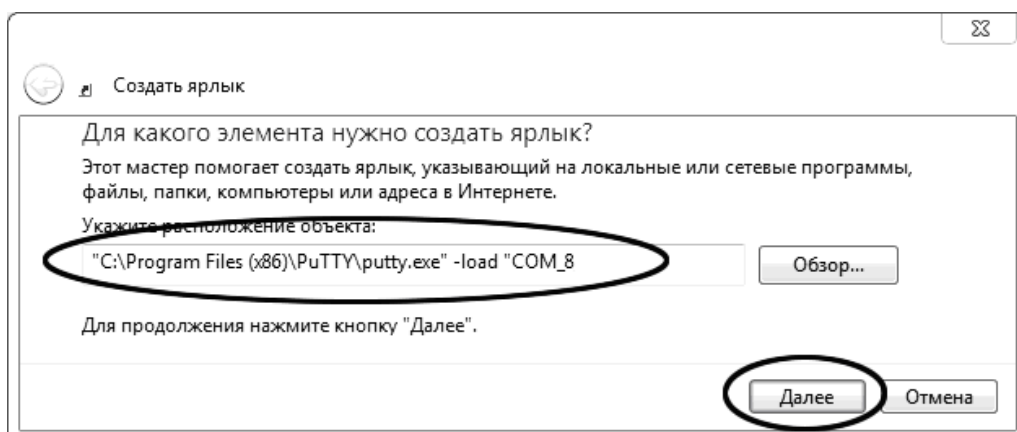 Создать ярлык
Для какого элемента нужно создать ярлык?
Этот мастер помогает создать ярлык, указывающий на локальные или сетевые программы,
файлы, папки, компьютеры или адреса в Интернете.
Укажите расположение объекта:
"C:\Program Files (x86)\PuTTY\putty.exe" -load "COM_8
Обзор...
Для продолжения нажмите кнопку "Далее".
Далее
Отмена